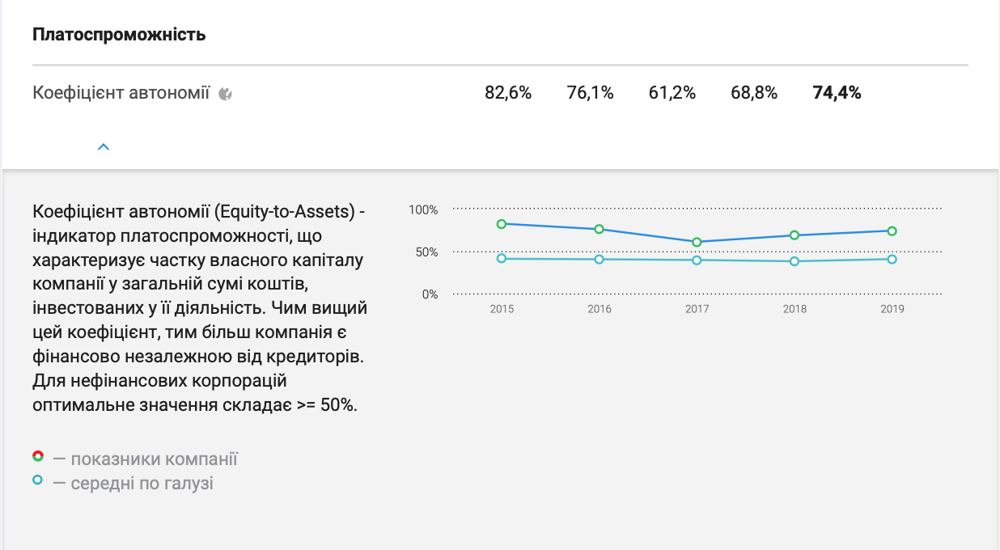 Платоспроможність
Коефіцієнт автономії ? 82,6% 76,1% 61,2% 68,8% 74,4%
Коефіцієнт автономії (Equity-to-Assets) -
індикатор платоспроможності, що
характеризує частку власного капіталу
компанії у загальній сумі коштів,
інвестованих у її діяльність. Чим вищий
цей коефіцієнт, тим більш компанія є
фінансово незалежною від кредиторів.
Для нефінансових корпорацій
оптимальне значення складає >= 50%.
— показники компанії
— середні по галузі
100%
50%
0%
2015 2016 2017 2018 2019